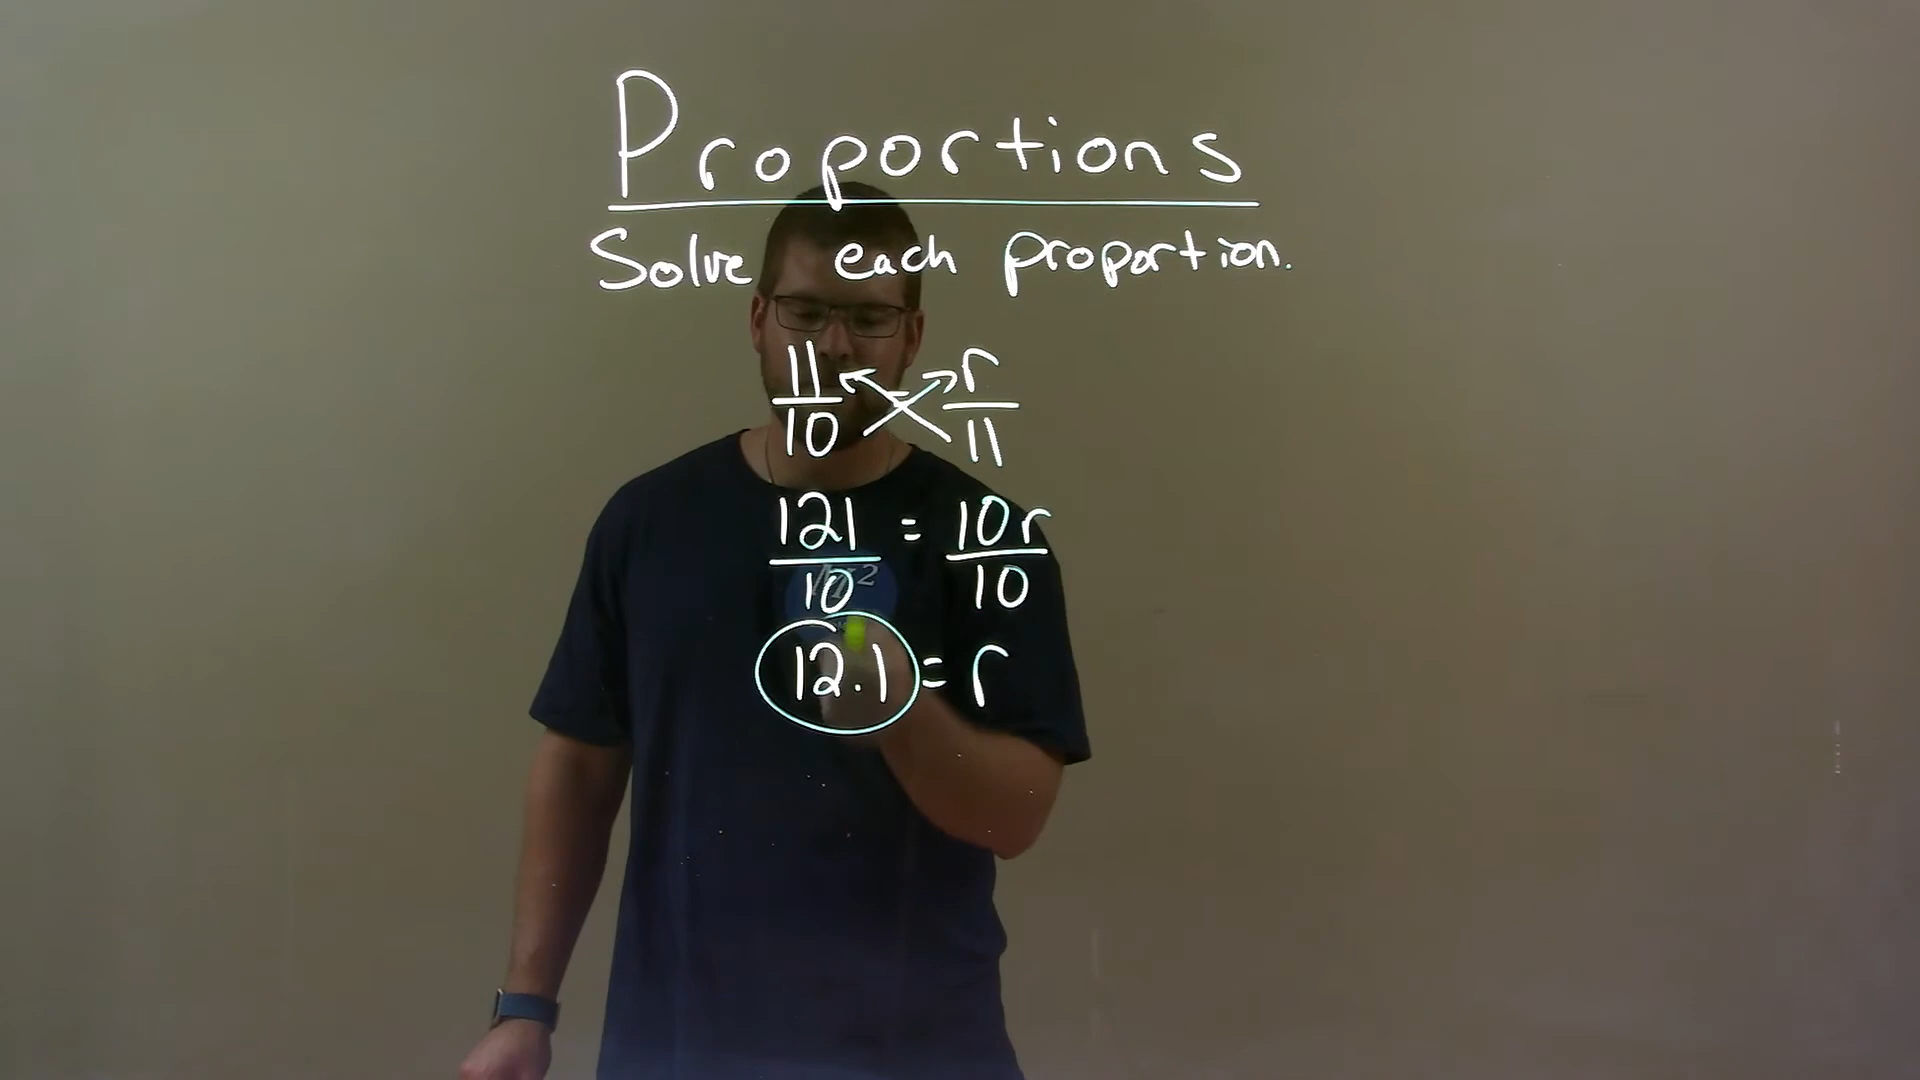 Proportions
Solve each proportion.
11/10 = r/11
121/10 = 10r/10
12.1 = r